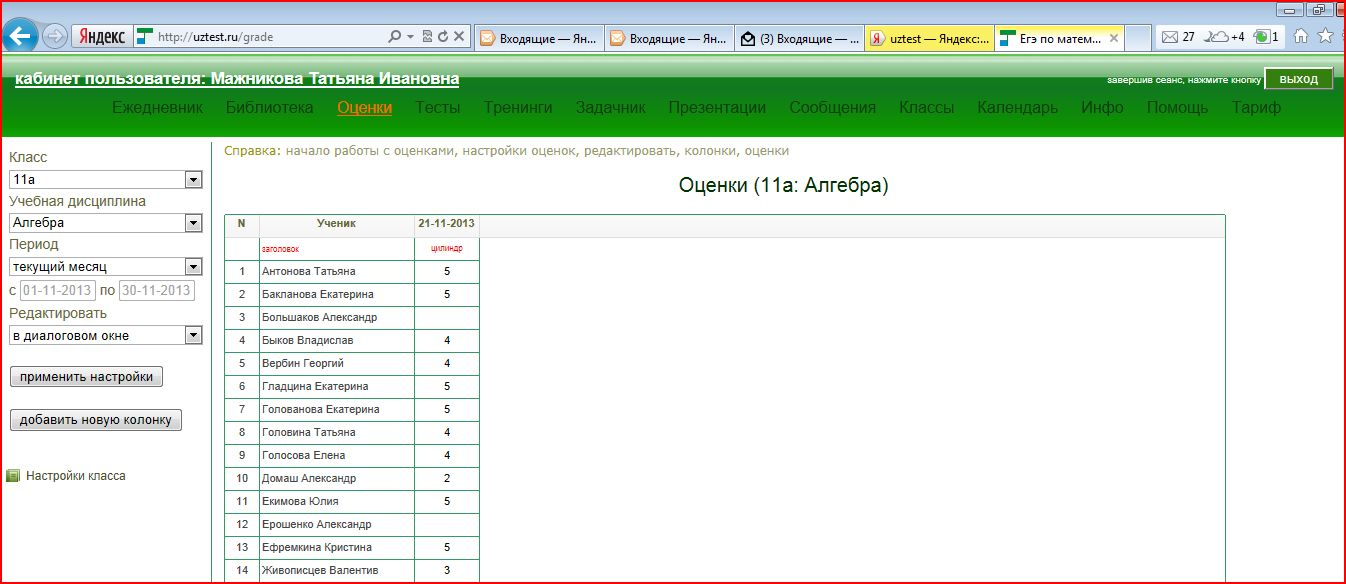 Яндекс http://uztest.ru/grade Входящие — Ян... Входящие — Ян... (3) Входящие — ... uztest — Яндекс:... Егэ по матем... 27 +4 1
кабинет пользователя: Мажникова Татьяна Ивановна завершив сеанс, нажмите кнопку ВЫХОД
Ежедневник Библиотека Оценки Тесты Тренинги Задачник Презентации Сообщения Классы Календарь Инфо Помощь Тариф
Класс
11а
Учебная дисциплина
Алгебра
Период
текущий месяц
с 01-11-2013 по 30-11-2013
Редактировать
в диалоговом окне
применить настройки
добавить новую колонку
Настройки класса
Справка: начало работы с оценками, настройки оценок, редактировать, колонки, оценки
Оценки (11а: Алгебра)
N Ученик 21-11-2013
заголовок цилиндр
1 Антонова Татьяна 5
2 Бакланова Екатерина 5
3 Большаков Александр
4 Быков Владислав 4
5 Вербин Георгий 4
6 Гладцина Екатерина 5
7 Голованова Екатерина 5
8 Головина Татьяна 4
9 Голосова Елена 4
10 Домаш Александр 2
11 Екимова Юлия 5
12 Ерошенко Александр
13 Ефремкина Кристина 5
14 Живописцев Валентив 3